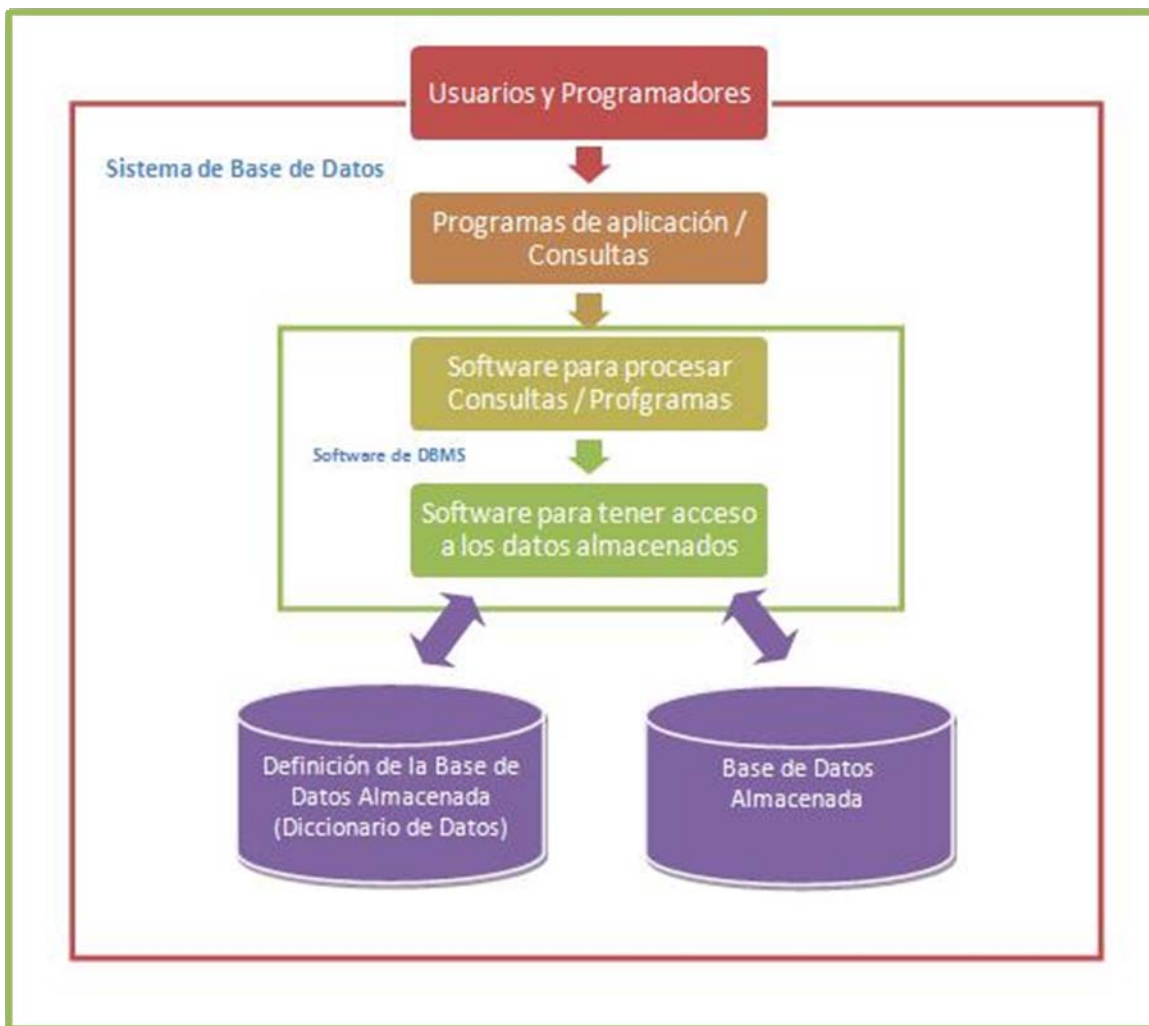 Usuarios y Programadores
Sistema de Base de Datos
Programas de aplicación /
Consultas
Software para procesar
Consultas / Profgramas
Software de DBMS
Software para tener acceso
a los datos almacenados
Definición de la Base de
Datos Almacenada
(Diccionario de Datos)
Base de Datos
Almacenada